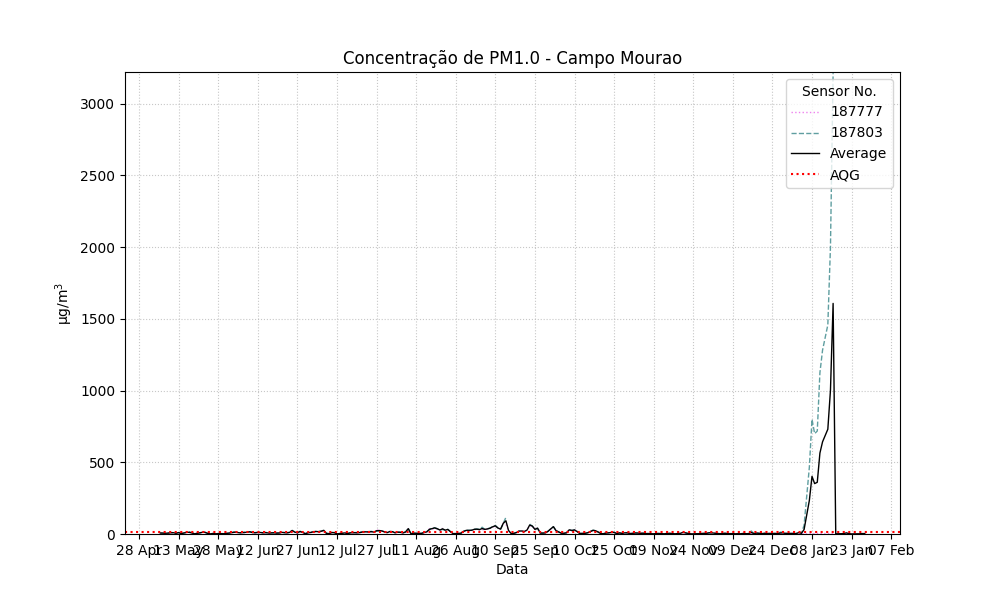 Concentração de PM1.0 - Campo Mourao
Sensor No.
187777
187803
Average
AQG
3000
2500
2000
1500
1000
500
0
µg/m³
28 Apr 13 May 28 May 12 Jun 27 Jun 12 Jul 27 Jul 11 Aug 26 Aug 10 Sep 25 Sep 10 Oct 25 Oct 09 Nov 24 Nov 09 Dec 24 Dec 08 Jan 23 Jan 07 Feb
Data